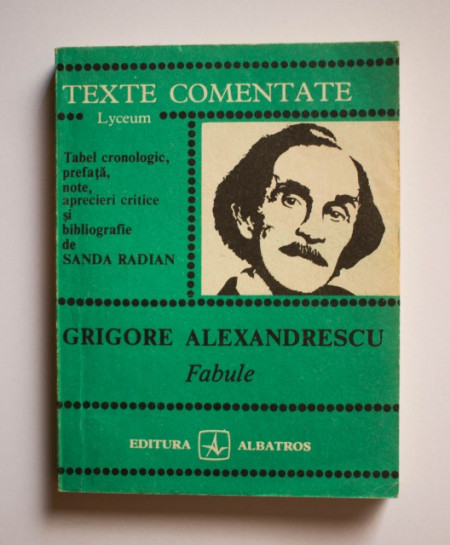 TEXTE COMENTATE
Lyceum
Tabel cronologic,
prefață,
note,
aprecieri critice
și
bibliografie
de
SANDA RADIAN
GRIGORE ALEXANDRESCU
Fabule
EDITURA ALBATROS